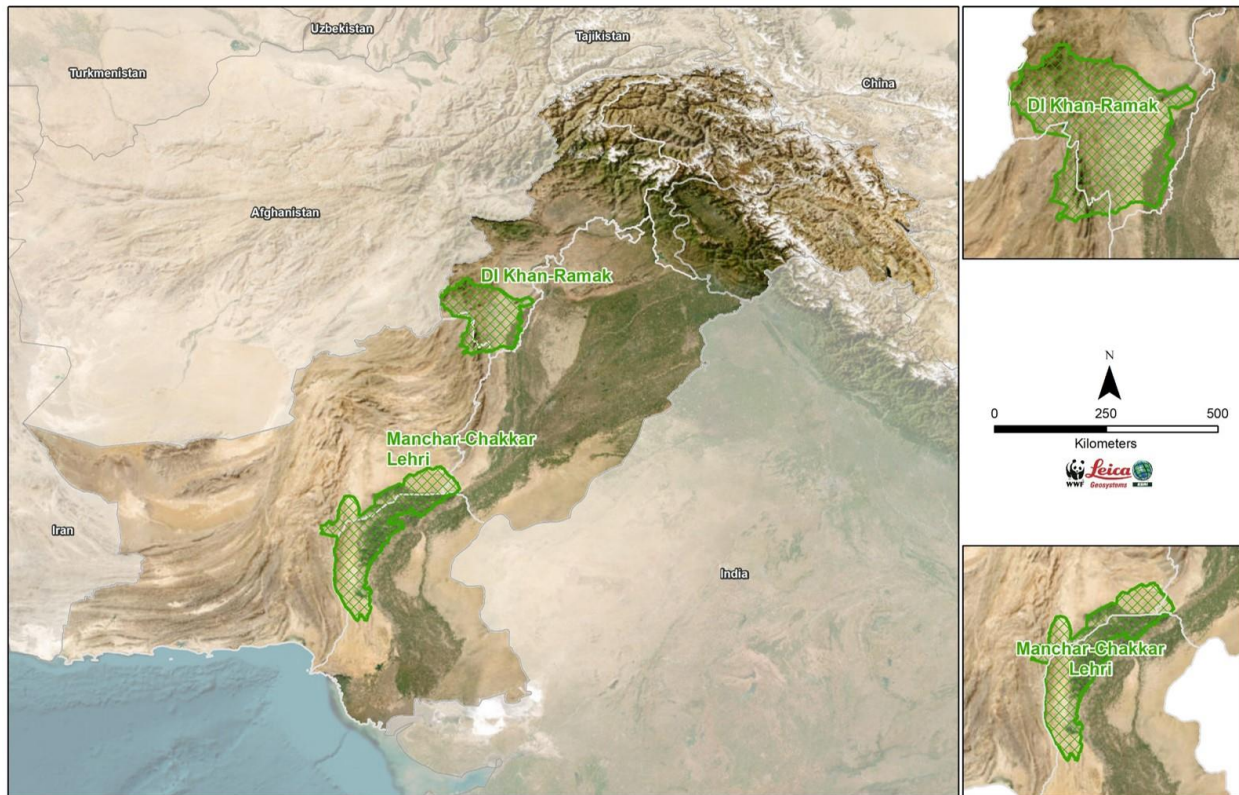 Uzbekistan
Tajikistan
Turkmenistan
China
Afghanistan
DI Khan-Ramak
Manchar-Chakkar
Lehri
Iran
India
DI Khan-Ramak
N
0 250 500
Kilometers
WWF Leica
Geosystems esri
Manchar-Chakkar
Lehri